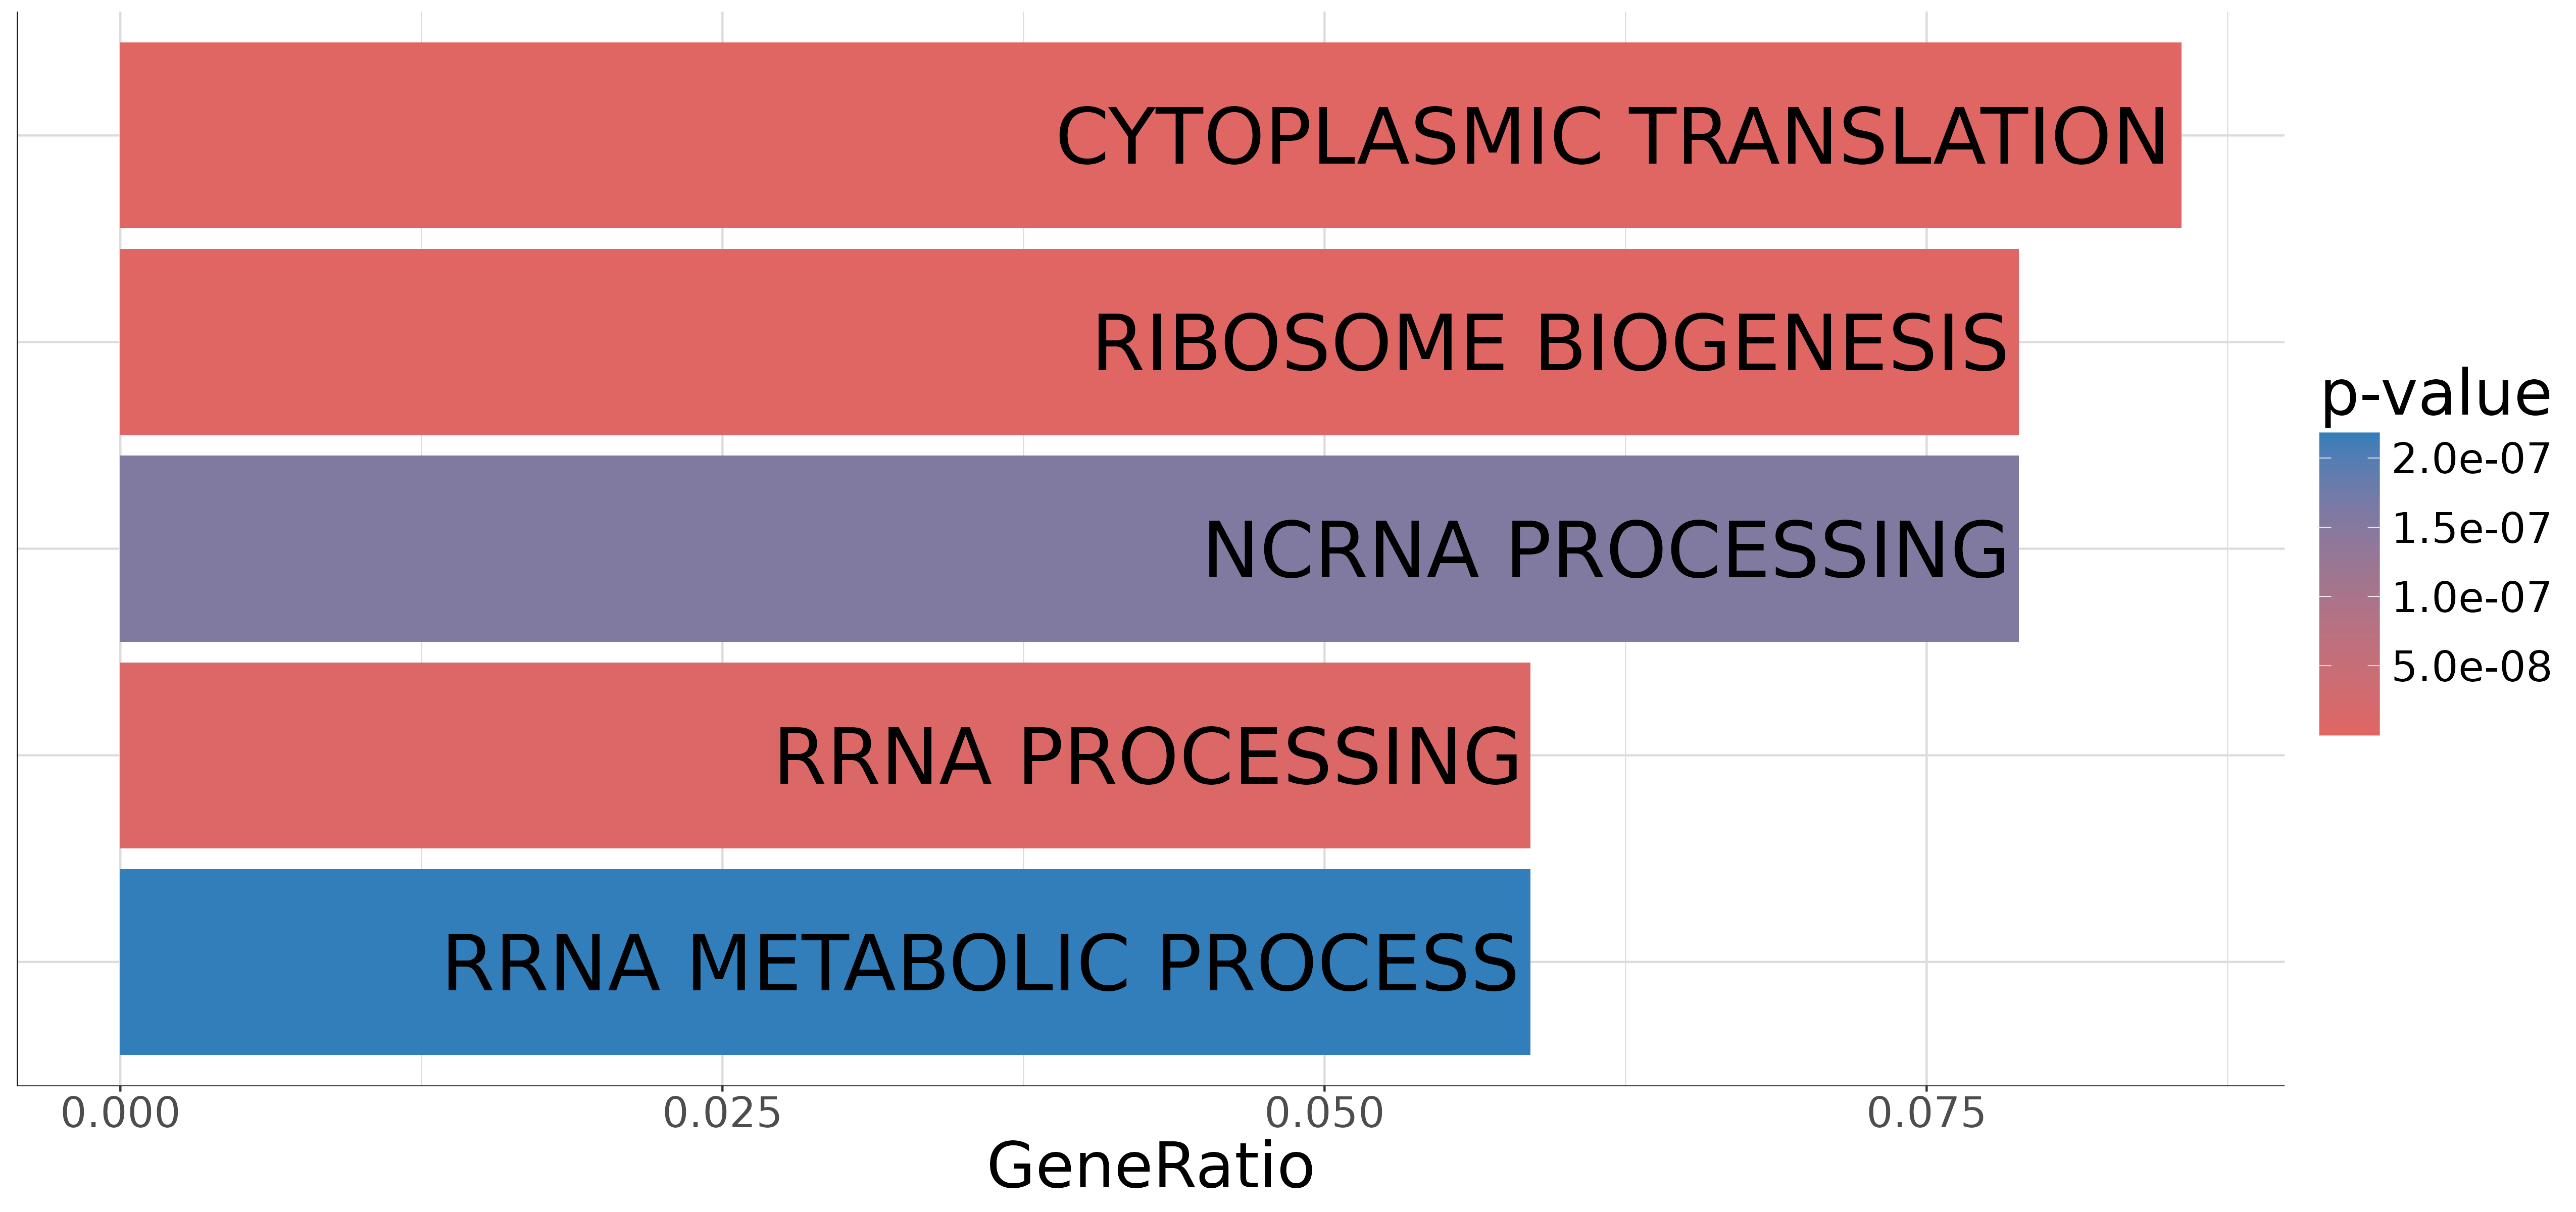 CYTOPLASMIC TRANSLATION
RIBOSOME BIOGENESIS
NCRNA PROCESSING
RRNA PROCESSING
RRNA METABOLIC PROCESS
0.000 0.025 0.050 0.075
GeneRatio
p-value
2.0e-07
1.5e-07
1.0e-07
5.0e-08